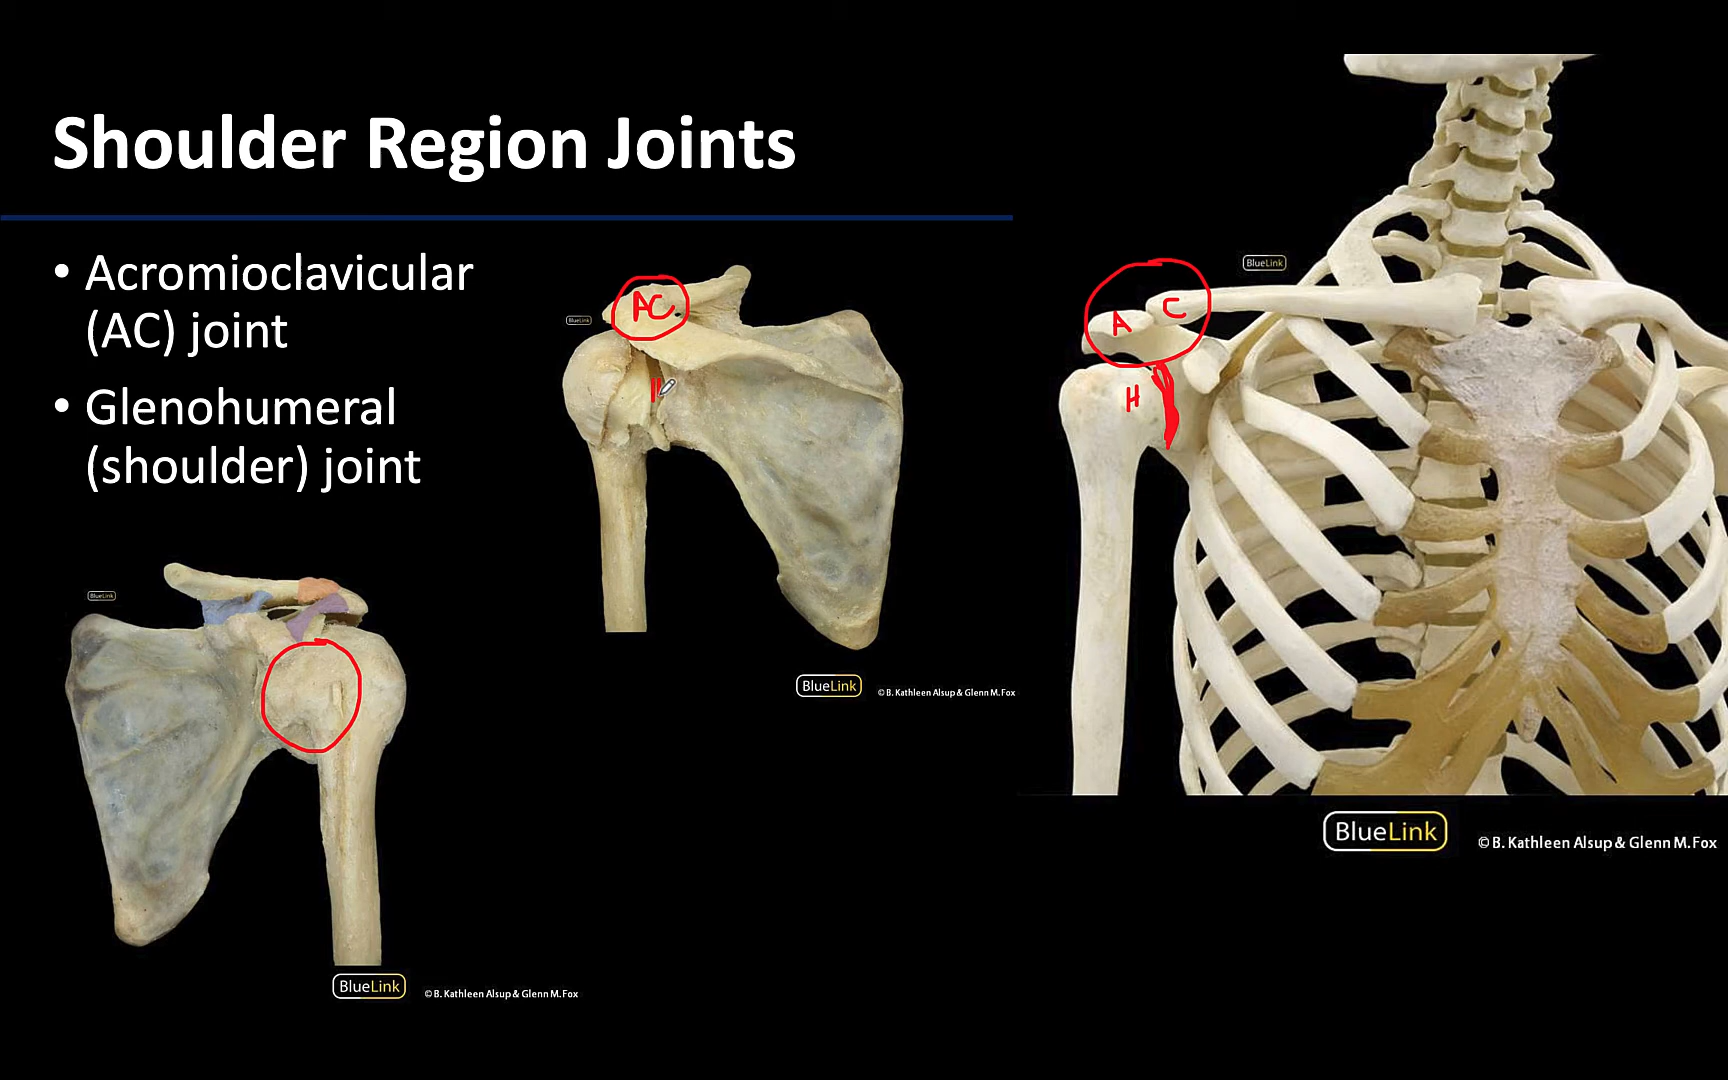 Shoulder Region Joints
• Acromioclavicular
(AC) joint
• Glenohumeral
(shoulder) joint
BlueLink
AC
BlueLink
© B. Kathleen Alsup & Glenn M. Fox
BlueLink
A
C
H
BlueLink
© B. Kathleen Alsup & Glenn M. Fox
BlueLink
BlueLink
© B. Kathleen Alsup & Glenn M. Fox